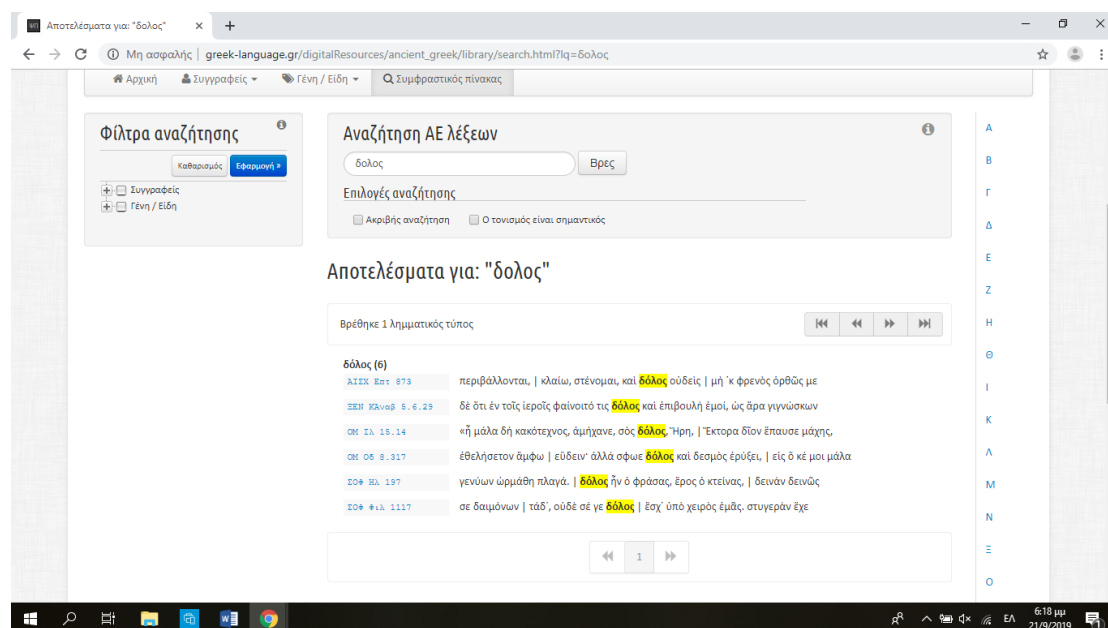 Αποτελέσματα για: "δολος"
Μη ασφαλής | greek-language.gr/digitalResources/ancient_greek/library/search.html?lq=δολος
Αρχική Συγγραφείς Γένη / Είδη Συμφραστικός πίνακας
Φίλτρα αναζήτησης
Καθαρισμός Εφαρμογή »
Συγγραφείς
Γένη / Είδη
Αναζήτηση ΑΕ λέξεων
δολος Βρες
Επιλογές αναζήτησης
Ακριβής αναζήτηση Ο τονισμός είναι σημαντικός
Αποτελέσματα για: "δολος"
Βρέθηκε 1 λημματικός τύπος
δόλος (6)
ΑΙΣΧ Επτ 873 περιβάλλονται, | κλαίω, στένομαι, καὶ δόλος οὐδεὶς | μὴ ᾽κ φρενὸς ὀρθῶς με
ΞΕΝ ΚΑναβ 5.6.29 δὲ ὅτι ἐν τοῖς ἱεροῖς φαίνοιτό τις δόλος καὶ ἐπιβουλὴ ἐμοί, ὡς ἄρα γιγνώσκων
ΟΜ Ιλ 15.14 «ἦ μάλα δὴ κακότεχνος, ἀμήχανε, σὸς δόλος, Ἥρη, | Ἕκτορα δῖον ἔπαυσε μάχης,
ΟΜ Οδ 8.317 ἐθελήσετον ἄμφω | εὕδειν· ἀλλά σφωε δόλος καὶ δεσμὸς ἐρύξει, | εἰς ὅ κέ μοι μάλα
ΣΟΦ Ηλ 197 γενύων ὡρμάθη πλαγά. | δόλος ἦν ὁ φράσας, ἔρος ὁ κτείνας, | δεινὰν δεινῶς
ΣΟΦ Φιλ 1117 σε δαιμόνων | τάδ᾽, οὐδὲ σέ γε δόλος | ἔσχ᾽ ὑπὸ χειρὸς ἐμᾶς. στυγερὰν ἔχε
1
Α
Β
Γ
Δ
Ε
Ζ
Η
Θ
Ι
Κ
Λ
Μ
Ν
Ξ
Ο
ΕΛ
6:18 μμ
21/9/2019